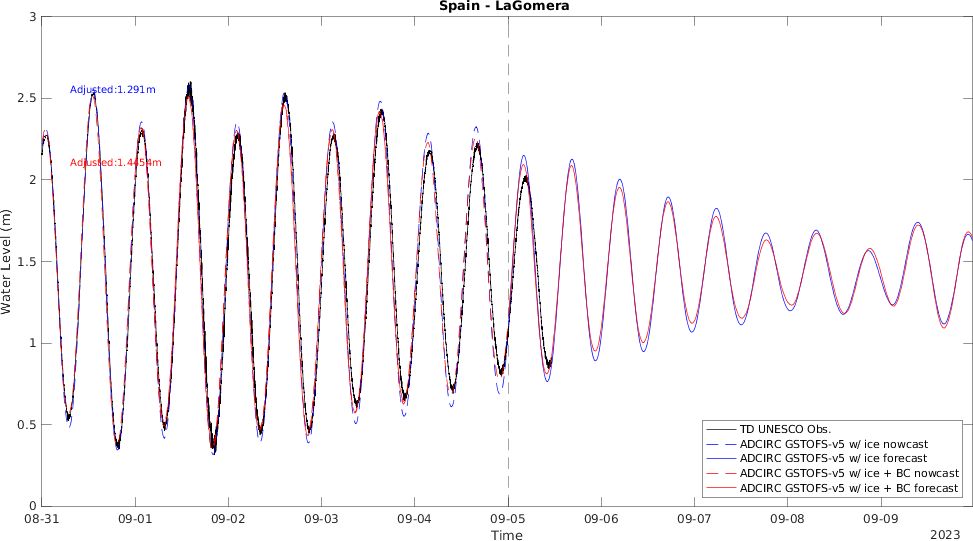 Spain - LaGomera
3
2.5
2
1.5
1
0.5
0
Water Level (m)
Adjusted:1.291m
Adjusted:1.4454m
TD UNESCO Obs.
ADCIRC GSTOFS-v5 w/ ice nowcast
ADCIRC GSTOFS-v5 w/ ice forecast
ADCIRC GSTOFS-v5 w/ ice + BC nowcast
ADCIRC GSTOFS-v5 w/ ice + BC forecast
08-31 09-01 09-02 09-03 09-04 09-05 09-06 09-07 09-08 09-09
Time
2023